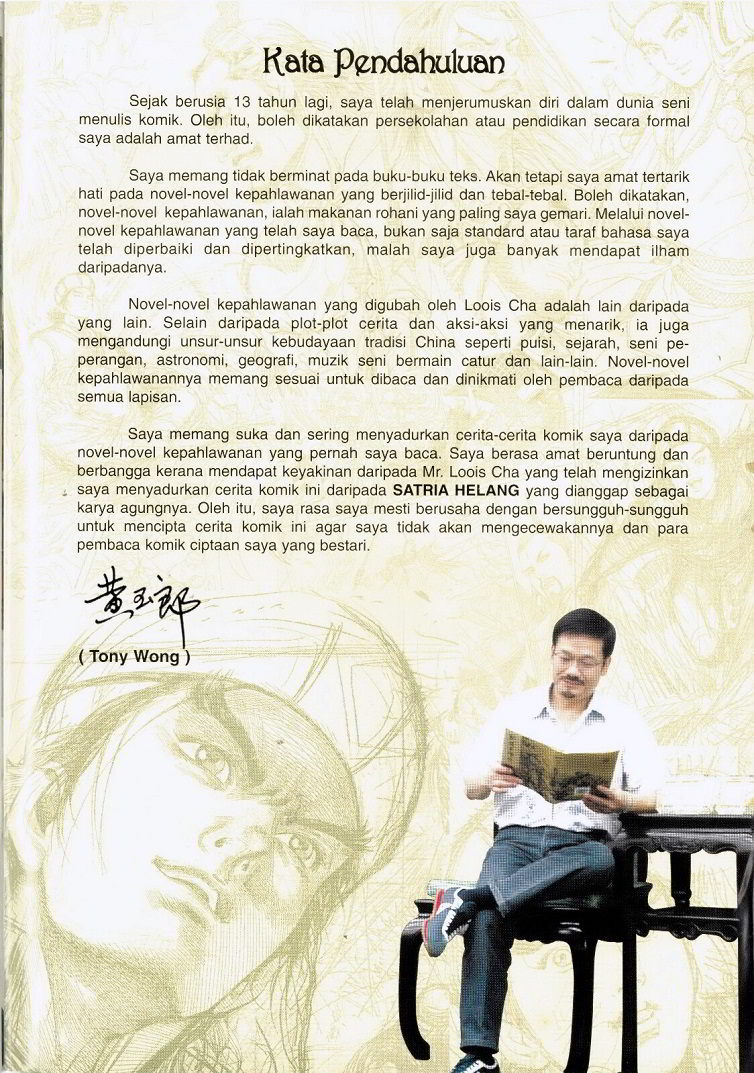 Kata Pendahuluan
Sejak berusia 13 tahun lagi, saya telah menjerumuskan diri dalam dunia seni
menulis komik. Oleh itu, boleh dikatakan persekolahan atau pendidikan secara formal
saya adalah amat terhad.
Saya memang tidak berminat pada buku-buku teks. Akan tetapi saya amat tertarik
hati pada novel-novel kepahlawanan yang berjilid-jilid dan tebal-tebal. Boleh dikatakan,
novel-novel kepahlawanan, ialah makanan rohani yang paling saya gemari. Melalui novel-
novel kepahlawanan yang telah saya baca, bukan saja standard atau taraf bahasa saya
telah diperbaiki dan dipertingkatkan, malah saya juga banyak mendapat ilham
daripadanya.
Novel-novel kepahlawanan yang digubah oleh Loois Cha adalah lain daripada
yang lain. Selain daripada plot-plot cerita dan aksi-aksi yang menarik, ia juga
mengandungi unsur-unsur kebudayaan tradisi China seperti puisi, sejarah, seni pe-
perangan, astronomi, geografi, muzik seni bermain catur dan lain-lain. Novel-novel
kepahlawanannya memang sesuai untuk dibaca dan dinikmati oleh pembaca daripada
semua lapisan.
Saya memang suka dan sering menyadurkan cerita-cerita komik saya daripada
novel-novel kepahlawanan yang pernah saya baca. Saya berasa amat beruntung dan
berbangga kerana mendapat keyakinan daripada Mr. Loois Cha yang telah mengizinkan
saya menyadurkan cerita komik ini daripada SATRIA HELANG yang dianggap sebagai
karya agungnya. Oleh itu, saya rasa saya mesti berusaha dengan bersungguh-sungguh
untuk mencipta cerita komik ini agar saya tidak akan mengecewakannya dan para
pembaca komik ciptaan saya yang bestari.
黄玉郎
( Tony Wong )